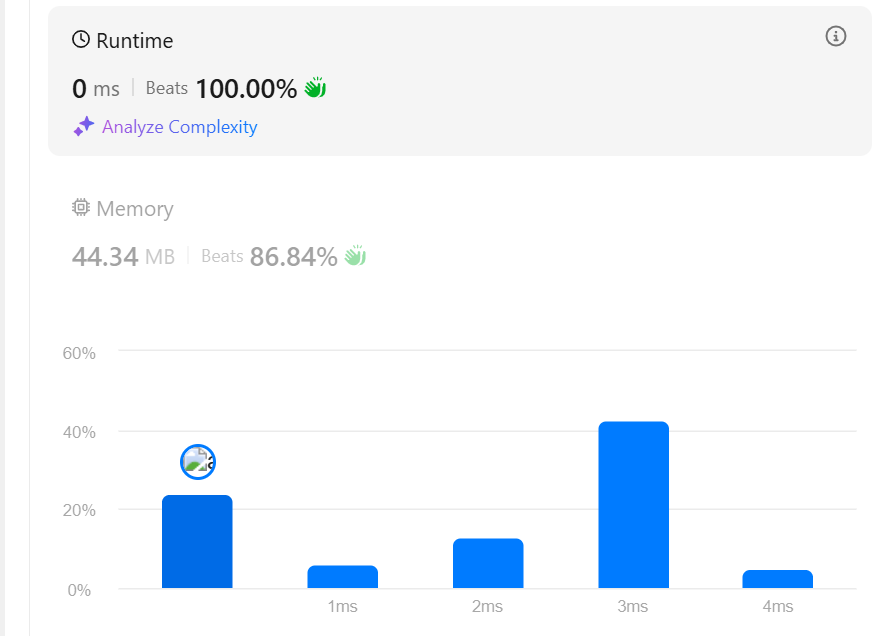 Runtime
0 ms | Beats 100.00%
Analyze Complexity
Memory
44.34 MB | Beats 86.84%
60%
40%
a
20%
0%
1ms 2ms 3ms 4ms